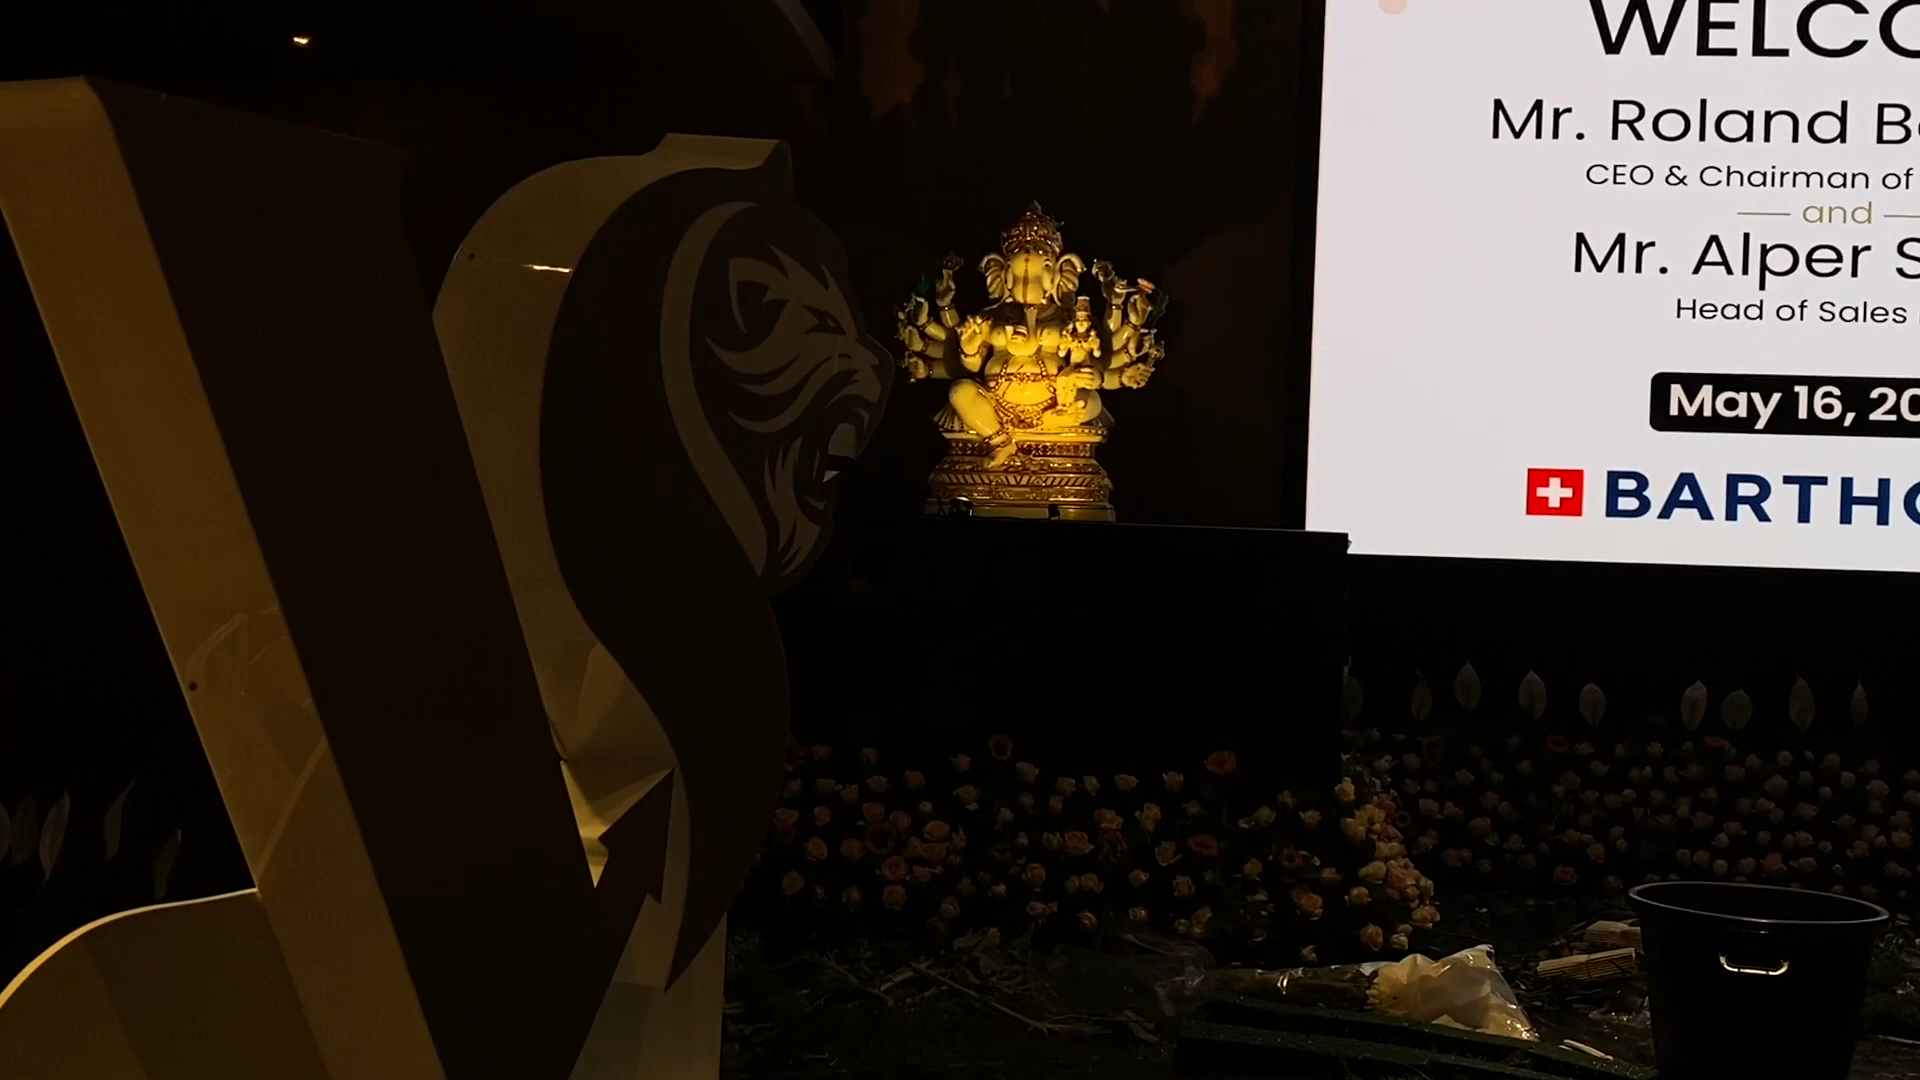 WELCO
Mr. Roland B
CEO & Chairman of
and
Mr. Alper S
Head of Sales
May 16, 20
BARTHO